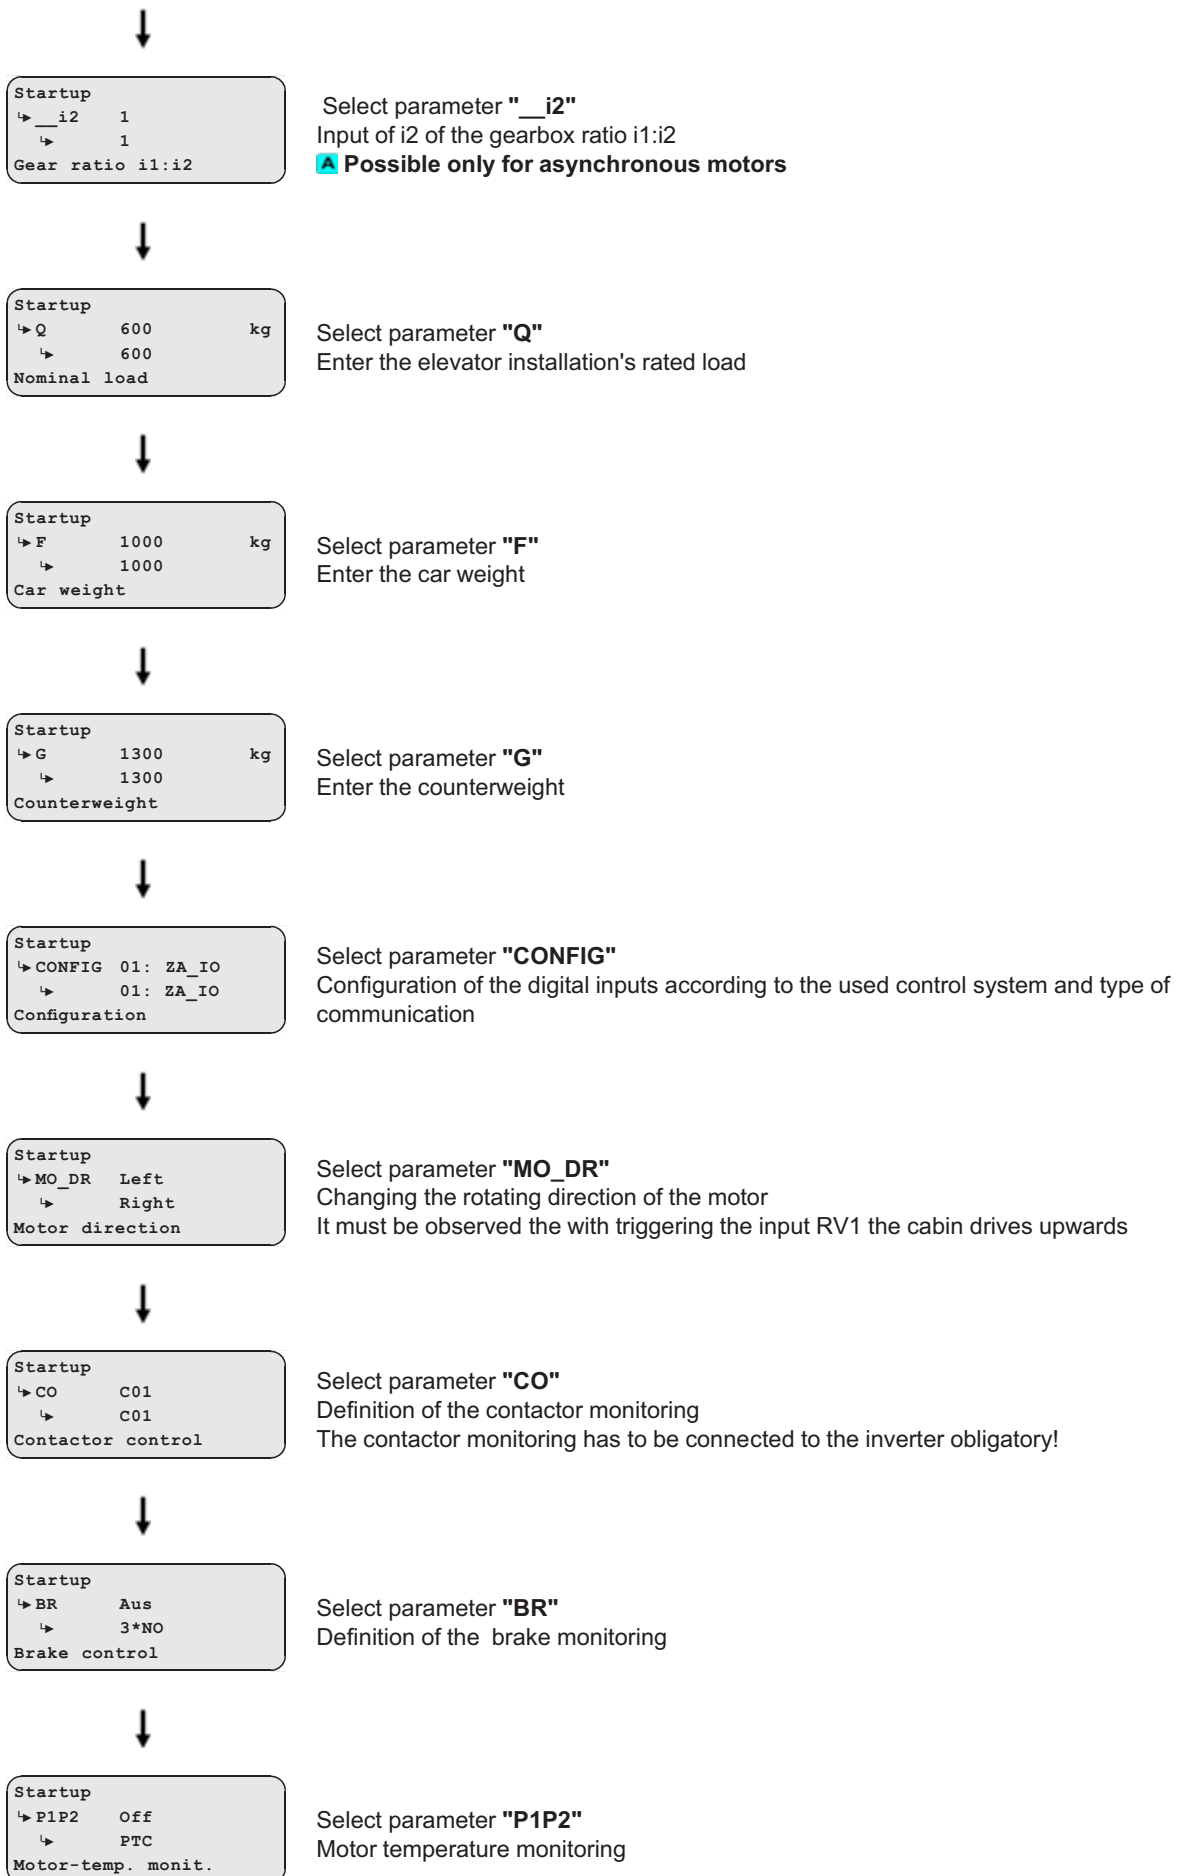 Startup
↳__i2 1
↳ 1
Gear ratio i1:i2
Select parameter "__i2"
Input of i2 of the gearbox ratio i1:i2
A Possible only for asynchronous motors
Startup
↳Q 600 kg
↳ 600
Nominal load
Select parameter "Q"
Enter the elevator installation's rated load
Startup
↳F 1000 kg
↳ 1000
Car weight
Select parameter "F"
Enter the car weight
Startup
↳G 1300 kg
↳ 1300
Counterweight
Select parameter "G"
Enter the counterweight
Startup
↳CONFIG 01: ZA_IO
↳ 01: ZA_IO
Configuration
Select parameter "CONFIG"
Configuration of the digital inputs according to the used control system and type of
communication
Startup
↳MO_DR Left
↳ Right
Motor direction
Select parameter "MO_DR"
Changing the rotating direction of the motor
It must be observed the with triggering the input RV1 the cabin drives upwards
Startup
↳CO C01
↳ C01
Contactor control
Select parameter "CO"
Definition of the contactor monitoring
The contactor monitoring has to be connected to the inverter obligatory!
Startup
↳BR Aus
↳ 3*NO
Brake control
Select parameter "BR"
Definition of the brake monitoring
Startup
↳P1P2 Off
↳ PTC
Motor-temp. monit.
Select parameter "P1P2"
Motor temperature monitoring